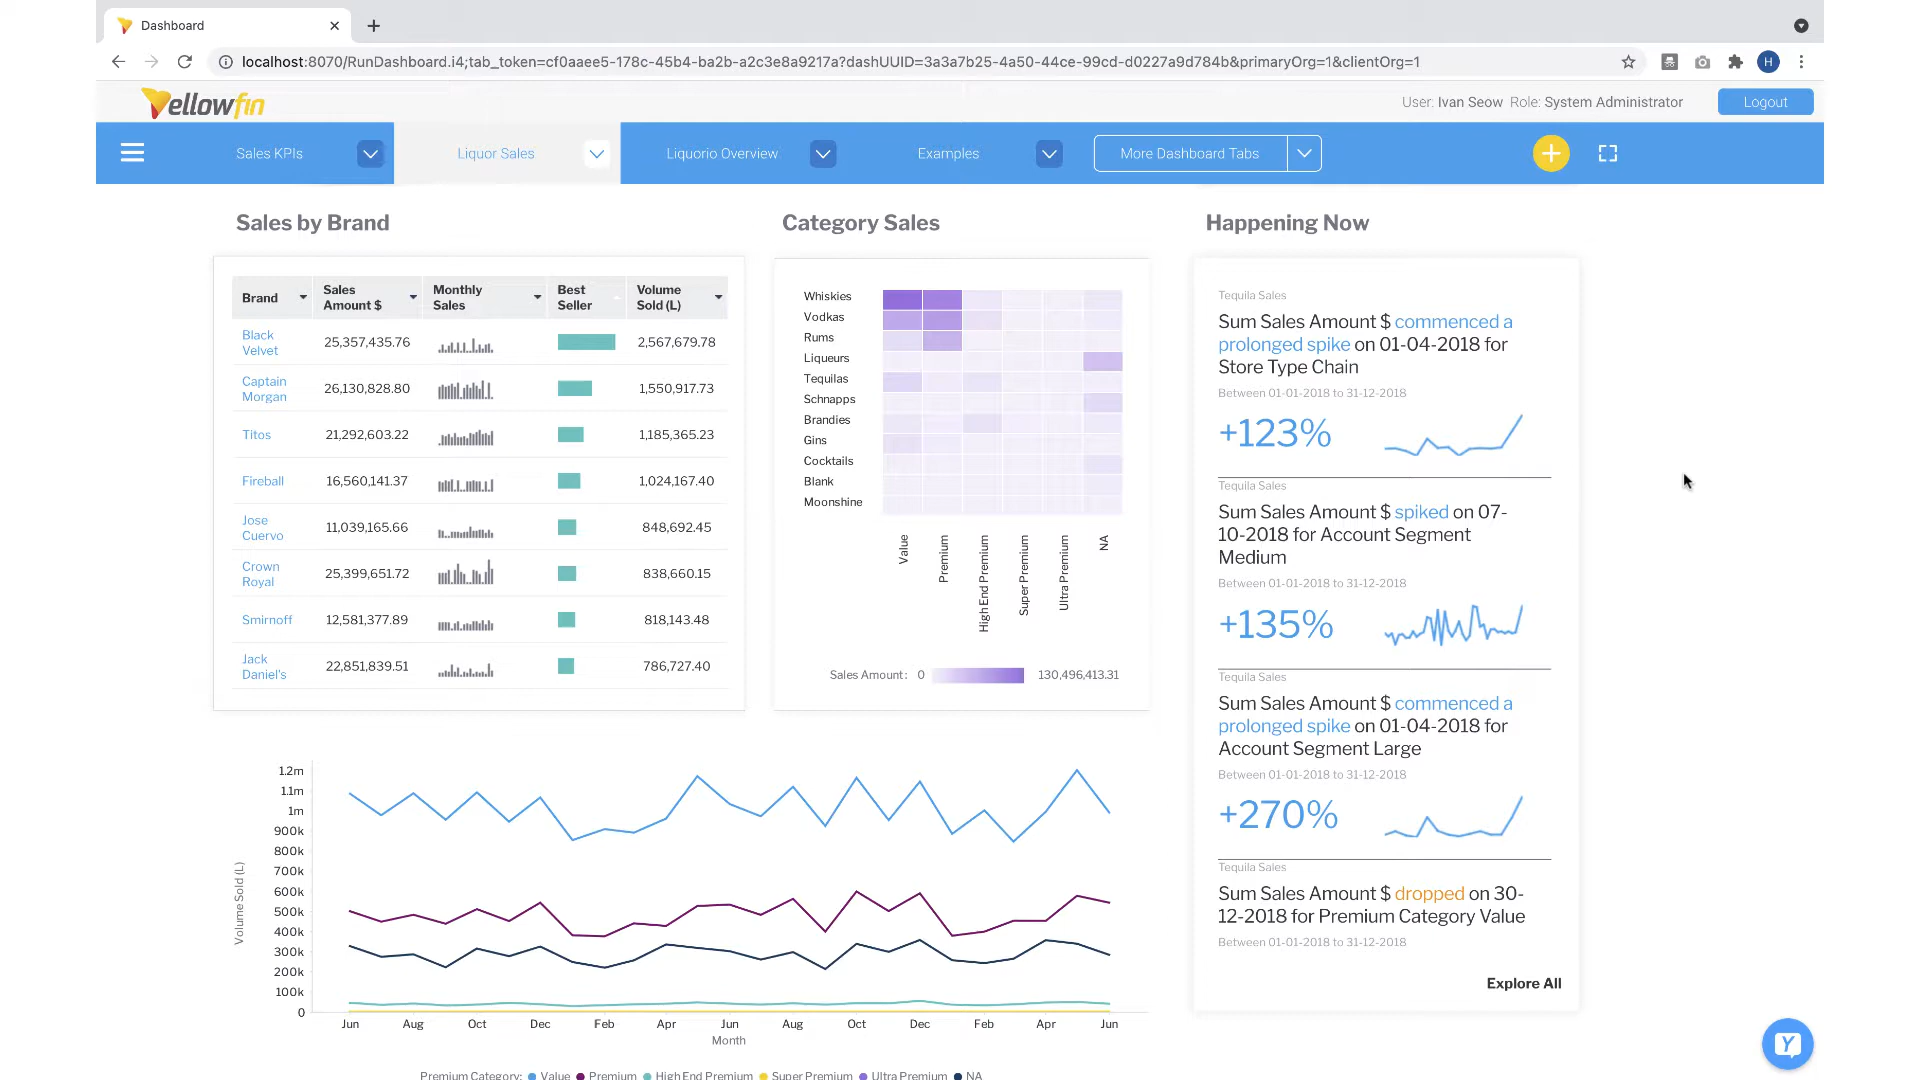 Dashboard
localhost:8070/RunDashboard.i4;tab_token=cf0aaee5-178c-45b4-ba2b-a2c3e8a9217a?dashUUID=3a3a7b25-4a50-44ce-99cd-d0227a9d784b&primaryOrg=1&clientOrg=1
H
Yellowfin
User: Ivan Seow Role: System Administrator
Logout
Sales KPIs
Liquor Sales
Liquorio Overview
Examples
More Dashboard Tabs
Sales by Brand
Brand
Sales Amount $
Monthly Sales
Best Seller
Volume Sold (L)
Black Velvet 25,357,435.76 2,567,679.78
Captain Morgan 26,130,828.80 1,550,917.73
Titos 21,292,603.22 1,185,365.23
Fireball 16,560,141.37 1,024,167.40
Jose Cuervo 11,039,165.66 848,692.45
Crown Royal 25,399,651.72 838,660.15
Smirnoff 12,581,377.89 818,143.48
Jack Daniel's 22,851,839.51 786,727.40
Category Sales
Whiskies
Vodkas
Rums
Liqueurs
Tequilas
Schnapps
Brandies
Gins
Cocktails
Blank
Moonshine
Value
Premium
High End Premium
Super Premium
Ultra Premium
NA
Sales Amount: 0 130,496,413.31
Happening Now
Tequila Sales
Sum Sales Amount $ commenced a
prolonged spike on 01-04-2018 for
Store Type Chain
Between 01-01-2018 to 31-12-2018
+123%
Tequila Sales
Sum Sales Amount $ spiked on 07-
10-2018 for Account Segment
Medium
Between 01-01-2018 to 31-12-2018
+135%
Tequila Sales
Sum Sales Amount $ commenced a
prolonged spike on 01-04-2018 for
Account Segment Large
Between 01-01-2018 to 31-12-2018
+270%
Tequila Sales
Sum Sales Amount $ dropped on 30-
12-2018 for Premium Category Value
Between 01-01-2018 to 31-12-2018
Explore All
1.2m
1.1m
1m
900k
800k
700k
600k
500k
400k
300k
200k
100k
0
Volume Sold (L)
Jun Aug Oct Dec Feb Apr Jun Aug Oct Dec Feb Apr Jun
Month
Premium Category: Value Premium High End Premium Super Premium Ultra Premium NA
Y